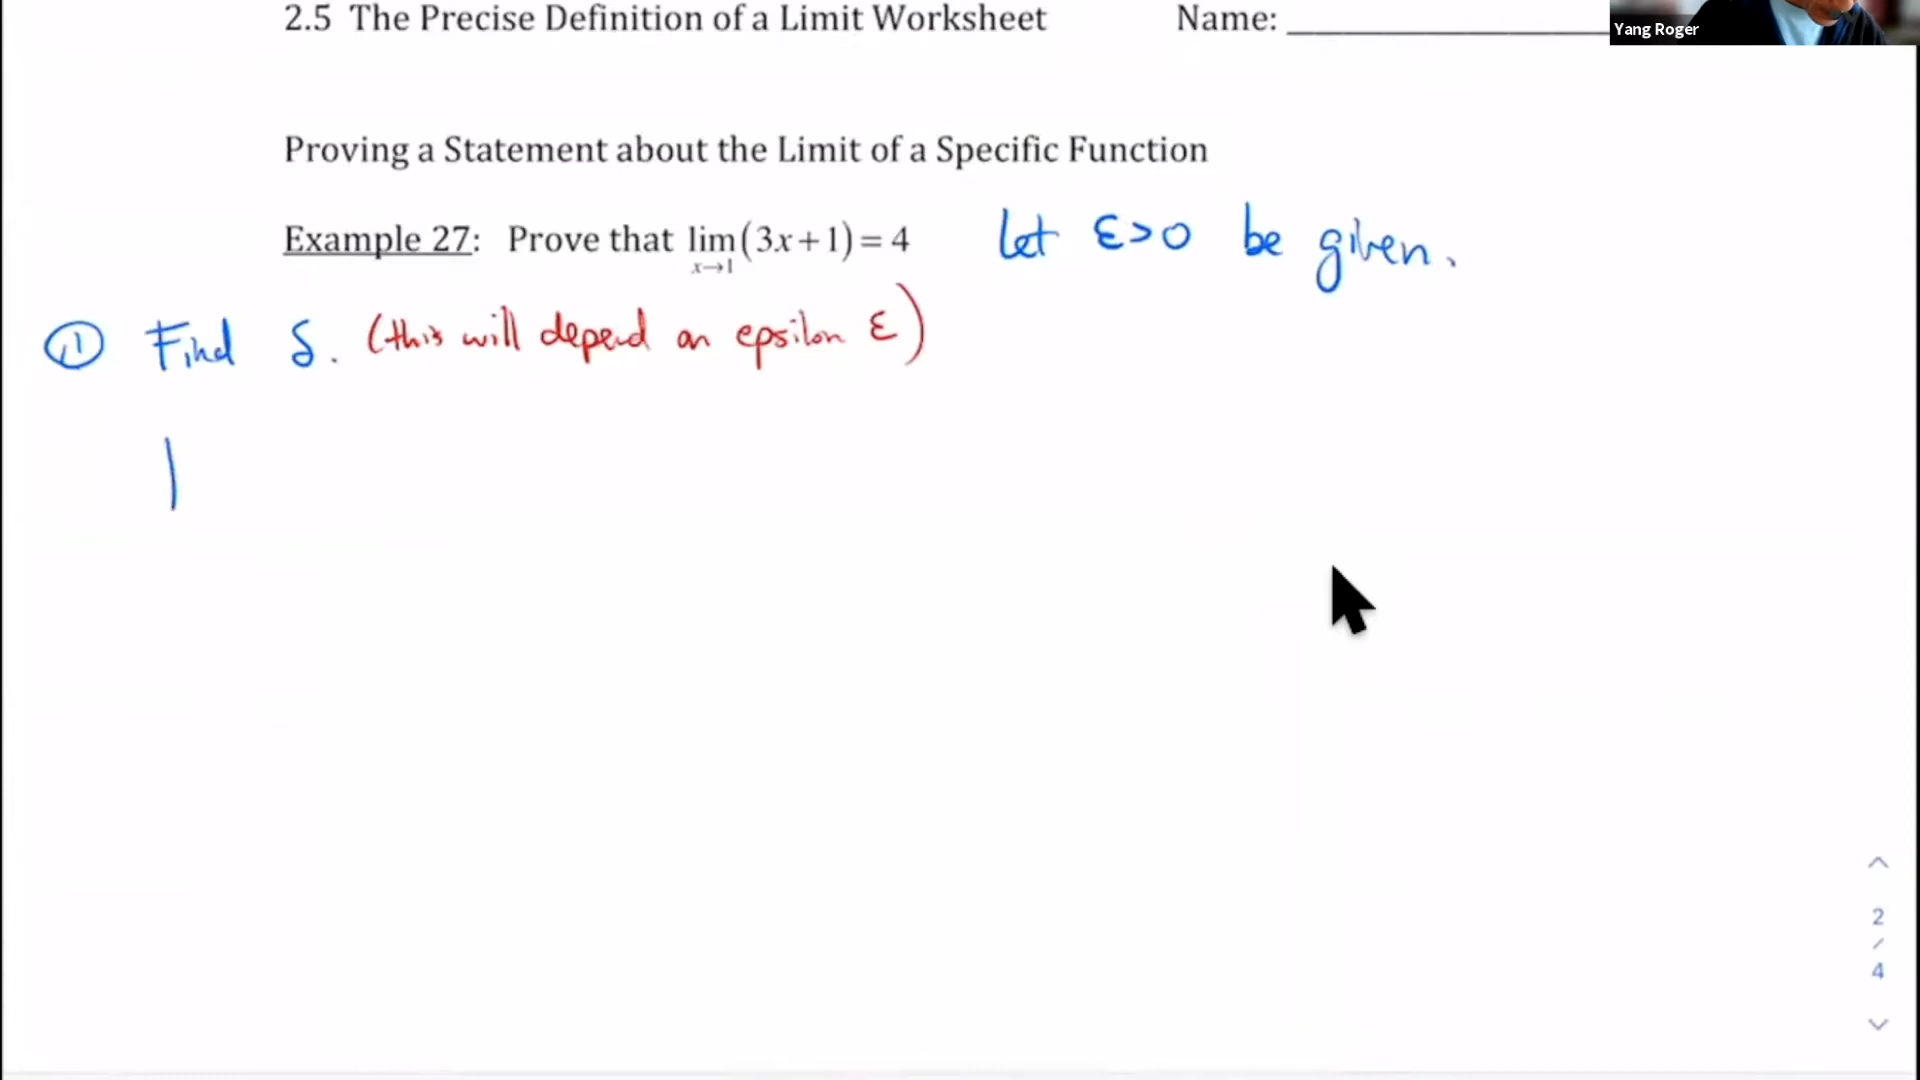 2.5 The Precise Definition of a Limit Worksheet Name: ____________________
Yang Roger
Proving a Statement about the Limit of a Specific Function
Example 27: Prove that lim(3x+1)=4 Let ε>0 be given.
x→1
① Find δ. (this will depend on epsilon ε)
|
2
/
4